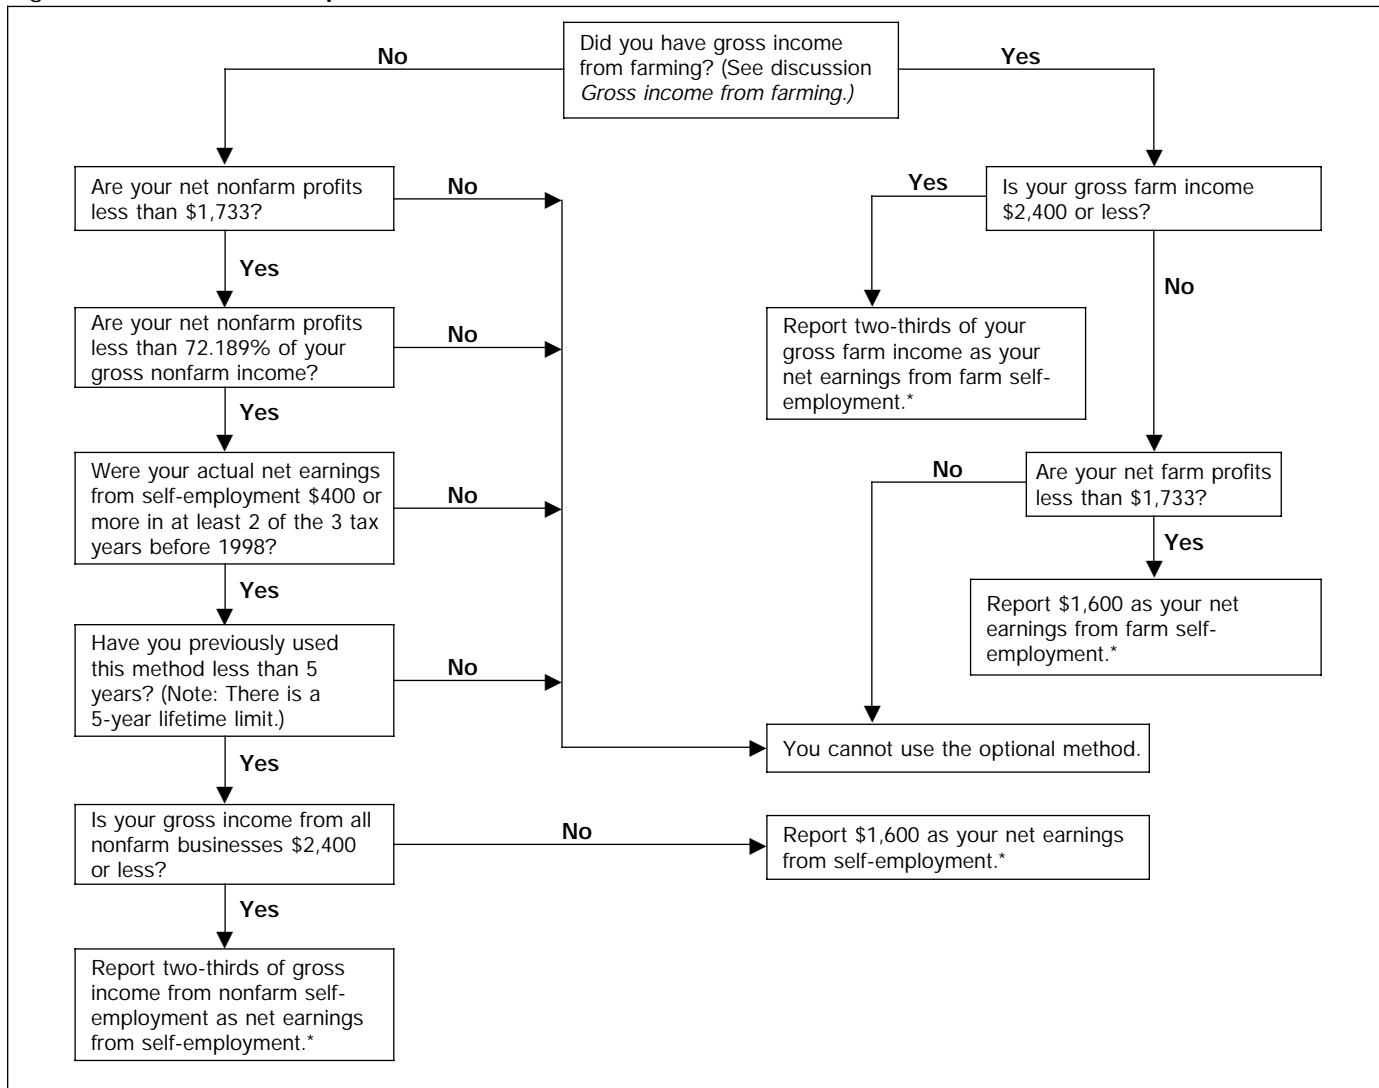 Did you have gross income
from farming? (See discussion
Gross income from farming.)
No
Yes
Are your net nonfarm profits
less than $1,733?
No
Yes
Are your net nonfarm profits
less than 72.189% of your
gross nonfarm income?
No
Yes
Were your actual net earnings
from self-employment $400 or
more in at least 2 of the 3 tax
years before 1998?
No
Yes
Have you previously used
this method less than 5
years? (Note: There is a
5-year lifetime limit.)
No
Yes
Is your gross income from all
nonfarm businesses $2,400
or less?
No
Report $1,600 as your net earnings
from self-employment.*
Yes
Report two-thirds of gross
income from nonfarm self-
employment as net earnings
from self-employment.*
Is your gross farm income
$2,400 or less?
Yes
Report two-thirds of your
gross farm income as your
net earnings from farm self-
employment.*
No
Are your net farm profits
less than $1,733?
No
Yes
Report $1,600 as your net
earnings from farm self-
employment.*
You cannot use the optional method.